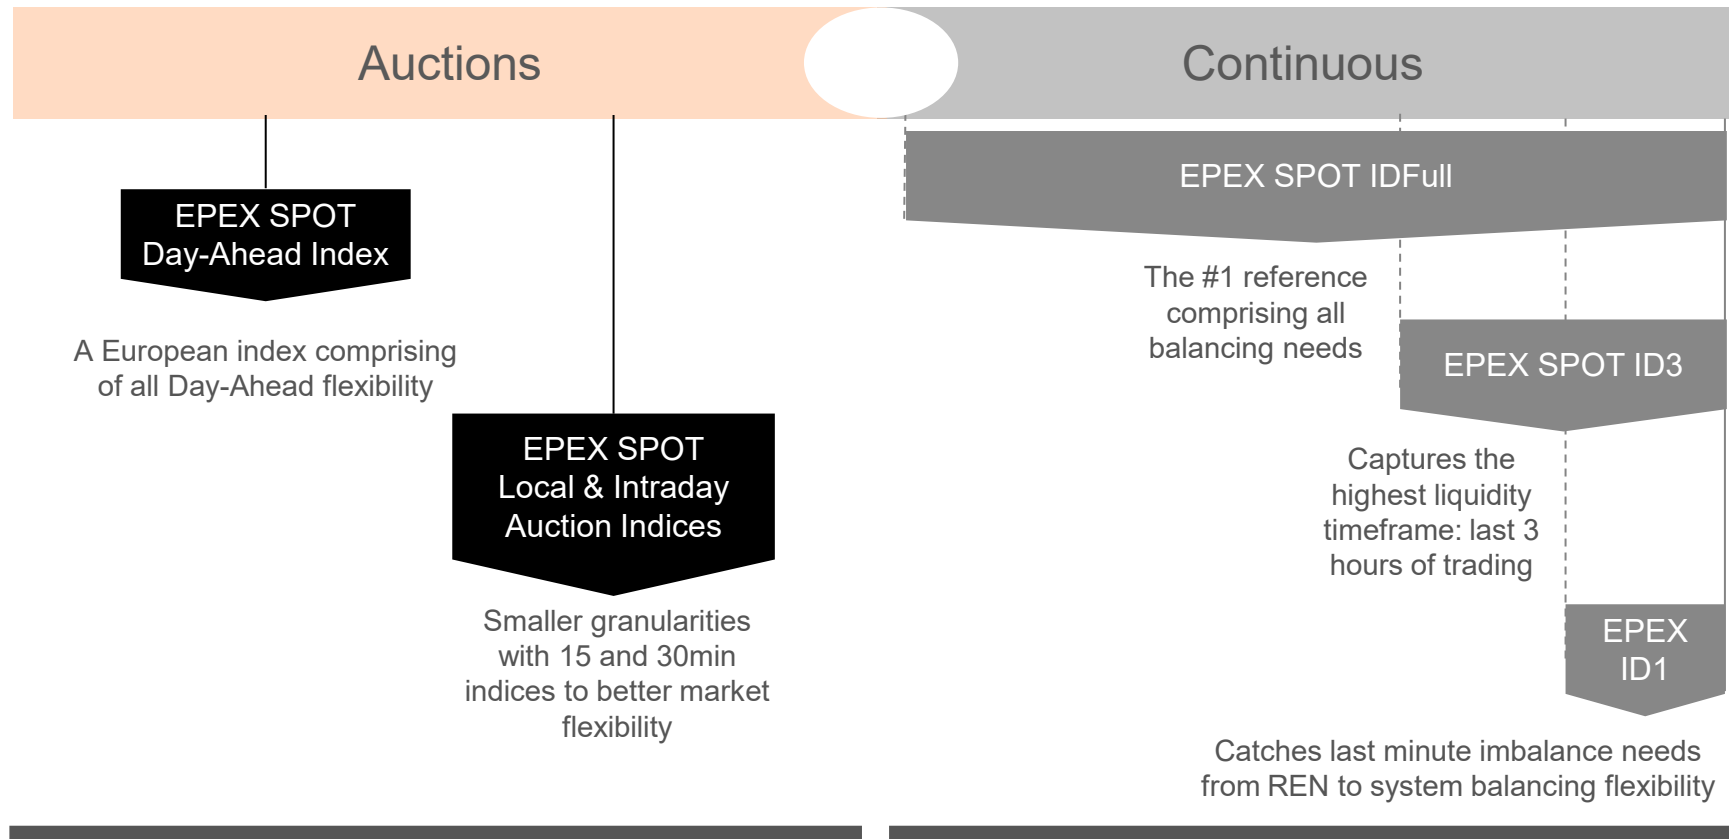 Auctions
Continuous
EPEX SPOT
Day-Ahead Index
A European index comprising
of all Day-Ahead flexibility
EPEX SPOT
Local & Intraday
Auction Indices
Smaller granularities
with 15 and 30min
indices to better market
flexibility
EPEX SPOT IDFull
The #1 reference
comprising all
balancing needs
EPEX SPOT ID3
Captures the
highest liquidity
timeframe: last 3
hours of trading
EPEX
ID1
Catches last minute imbalance needs
from REN to system balancing flexibility